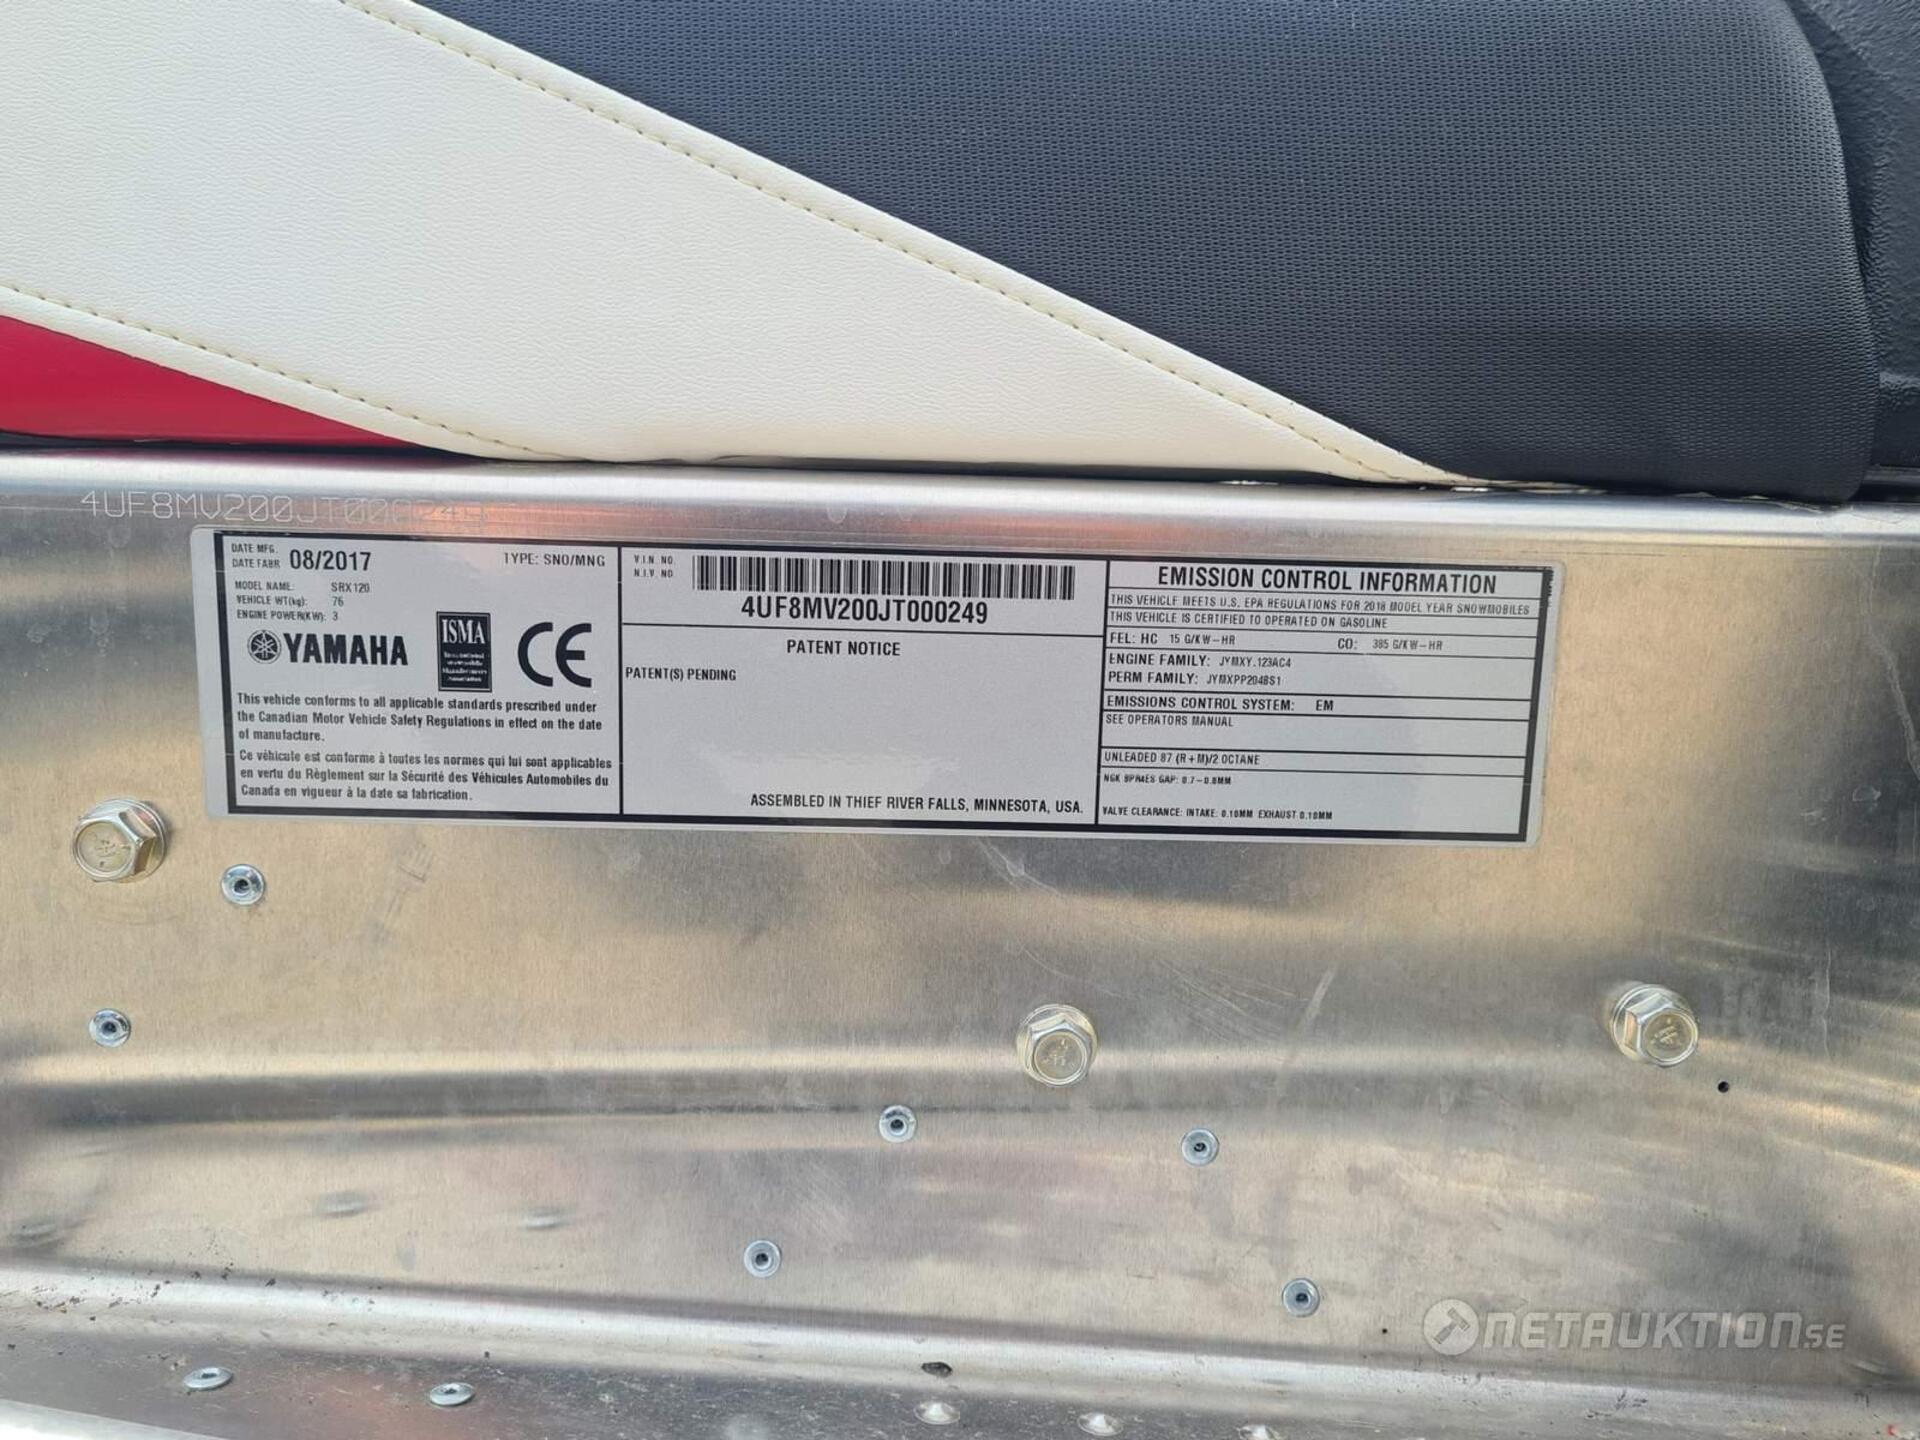 4UF8MV200JT000249
DATE MFG.
DATE FABR 08/2017 TYPE: SNO/MNG
MODEL NAME: SRX120
VEHICLE WT(kg): 76
ENGINE POWER(KW): 3
YAMAHA
ISMA
CE
This vehicle conforms to all applicable standards prescribed under
the Canadian Motor Vehicle Safety Regulations in effect on the date
of manufacture.
Ce véhicule est conforme à toutes les normes qui lui sont applicables
en vertu du Règlement sur la Sécurité des Véhicules Automobiles du
Canada en vigueur à la date sa fabrication.
V.I.N. NO.
N.I.V. NO
4UF8MV200JT000249
PATENT NOTICE
PATENT(S) PENDING
ASSEMBLED IN THIEF RIVER FALLS, MINNESOTA, USA.
EMISSION CONTROL INFORMATION
THIS VEHICLE MEETS U.S. EPA REGULATIONS FOR 2018 MODEL YEAR SNOWMOBILES
THIS VEHICLE IS CERTIFIED TO OPERATED ON GASOLINE
FEL: HC 15 G/KW-HR CO: 385 G/KW-HR
ENGINE FAMILY: JYMXY.123AC4
PERM FAMILY: JYMXPP2048S1
EMISSIONS CONTROL SYSTEM: EM
SEE OPERATORS MANUAL
UNLEADED 87 (R+M)/2 OCTANE
NGK BPR4ES GAP: 0.7-0.8MM
VALVE CLEARANCE: INTAKE: 0.10MM EXHAUST 0.10MM
NETAUKTION.SE